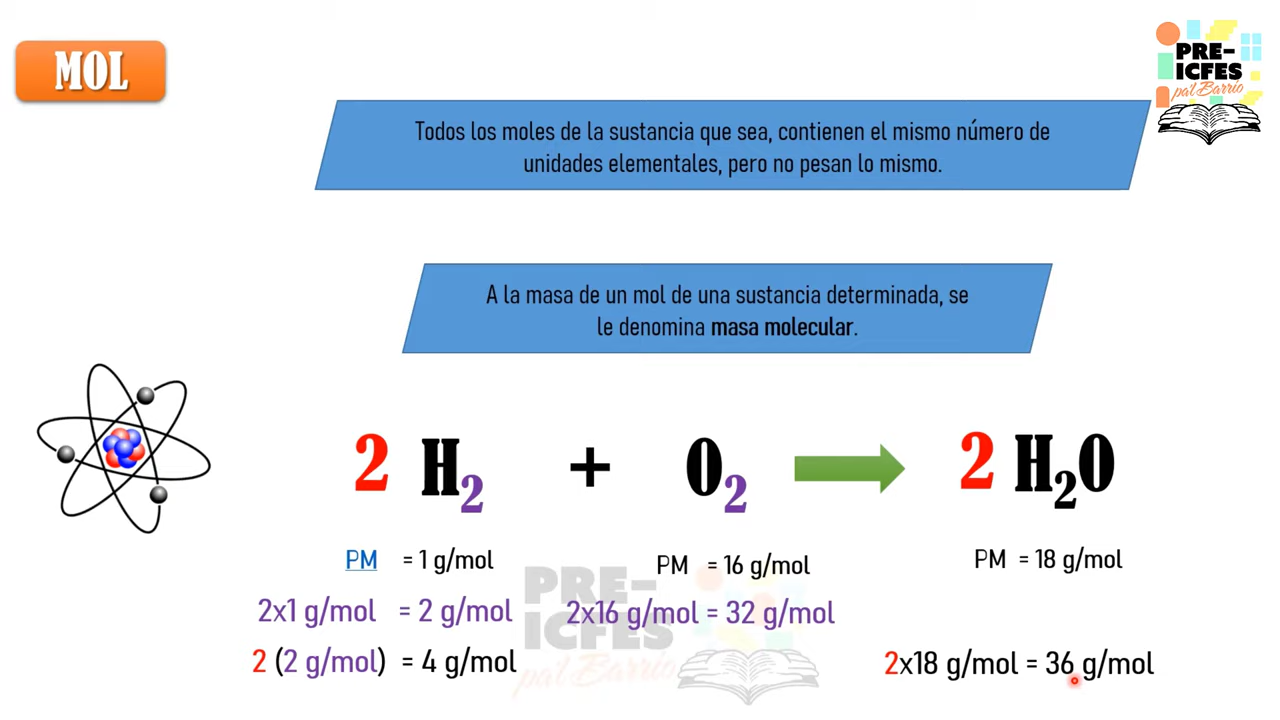 MOL
PRE-
ICFES
pa'l Barrio
Todos los moles de la sustancia que sea, contienen el mismo número de
unidades elementales, pero no pesan lo mismo.
A la masa de un mol de una sustancia determinada, se
le denomina masa molecular.
2 H₂ + O₂ 2 H₂O
PM = 1 g/mol PM = 16 g/mol PM = 18 g/mol
2x1 g/mol = 2 g/mol 2x16 g/mol = 32 g/mol
2 (2 g/mol) = 4 g/mol 2x18 g/mol = 36 g/mol
PRE-
ICFES
pa'l Barrio